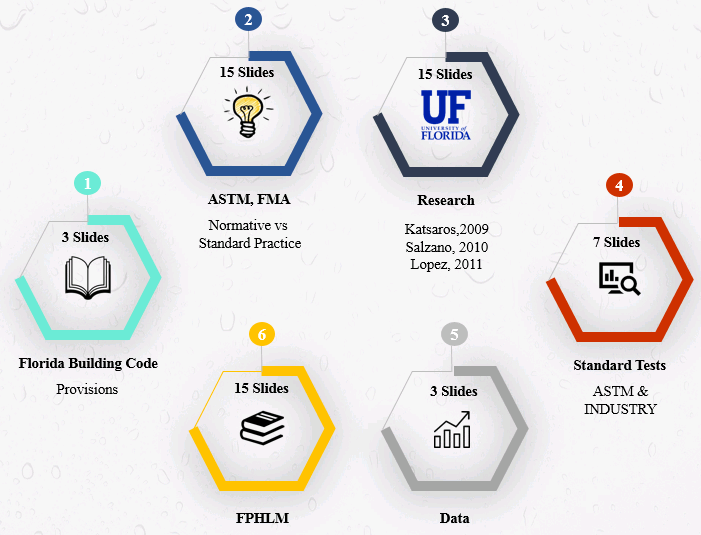 1
3 Slides
Florida Building Code
Provisions
2
15 Slides
ASTM, FMA
Normative vs
Standard Practice
3
15 Slides
UF
UNIVERSITY of
FLORIDA
Research
Katsaros,2009
Salzano, 2010
Lopez, 2011
4
7 Slides
Standard Tests
ASTM &
INDUSTRY
5
3 Slides
Data
6
15 Slides
FPHLM